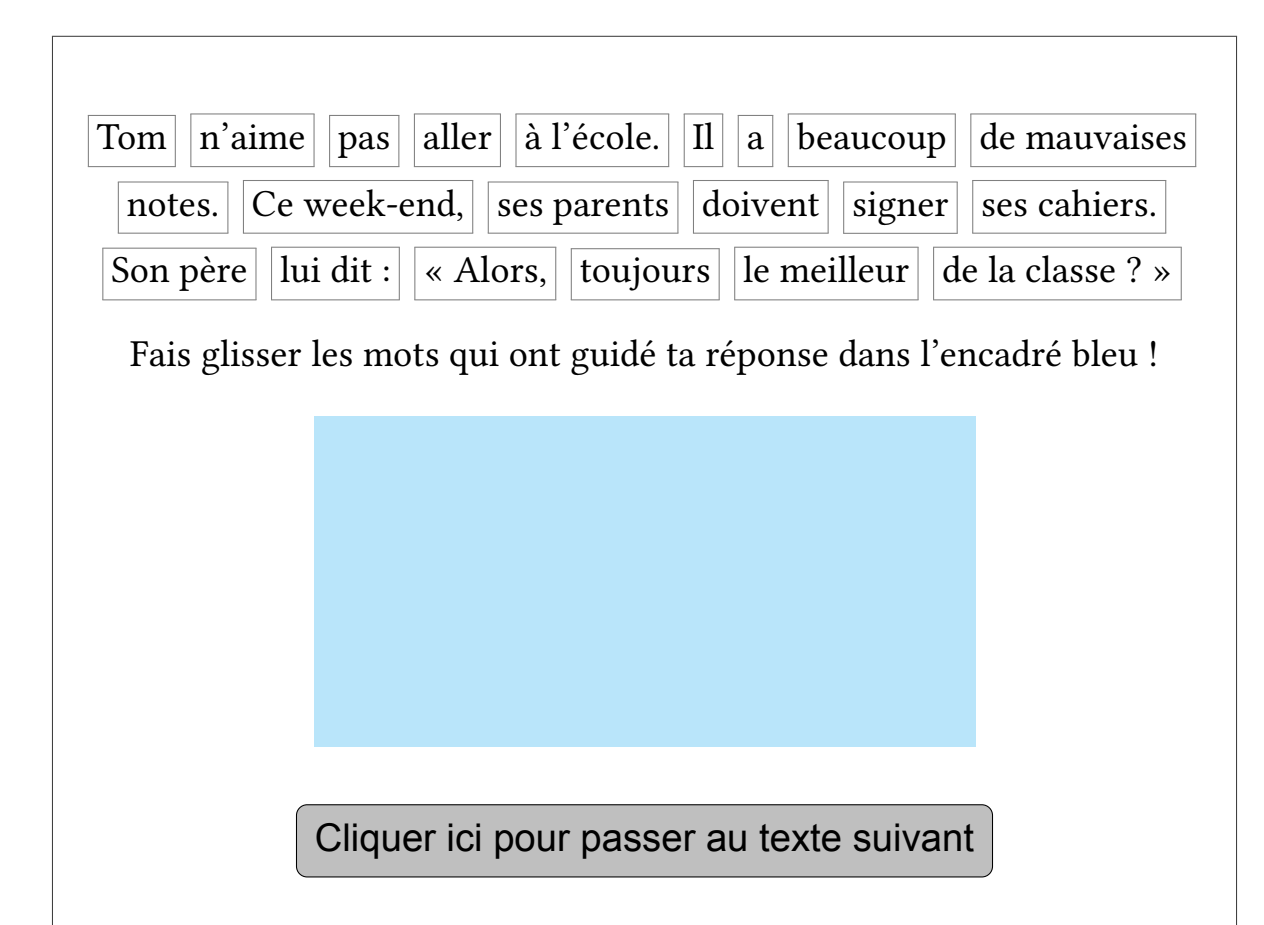 Tom n’aime pas aller à l’école. Il a beaucoup de mauvaises
notes. Ce week-end, ses parents doivent signer ses cahiers.
Son père lui dit : « Alors, toujours le meilleur de la classe ? »
Fais glisser les mots qui ont guidé ta réponse dans l’encadré bleu !
Cliquer ici pour passer au texte suivant